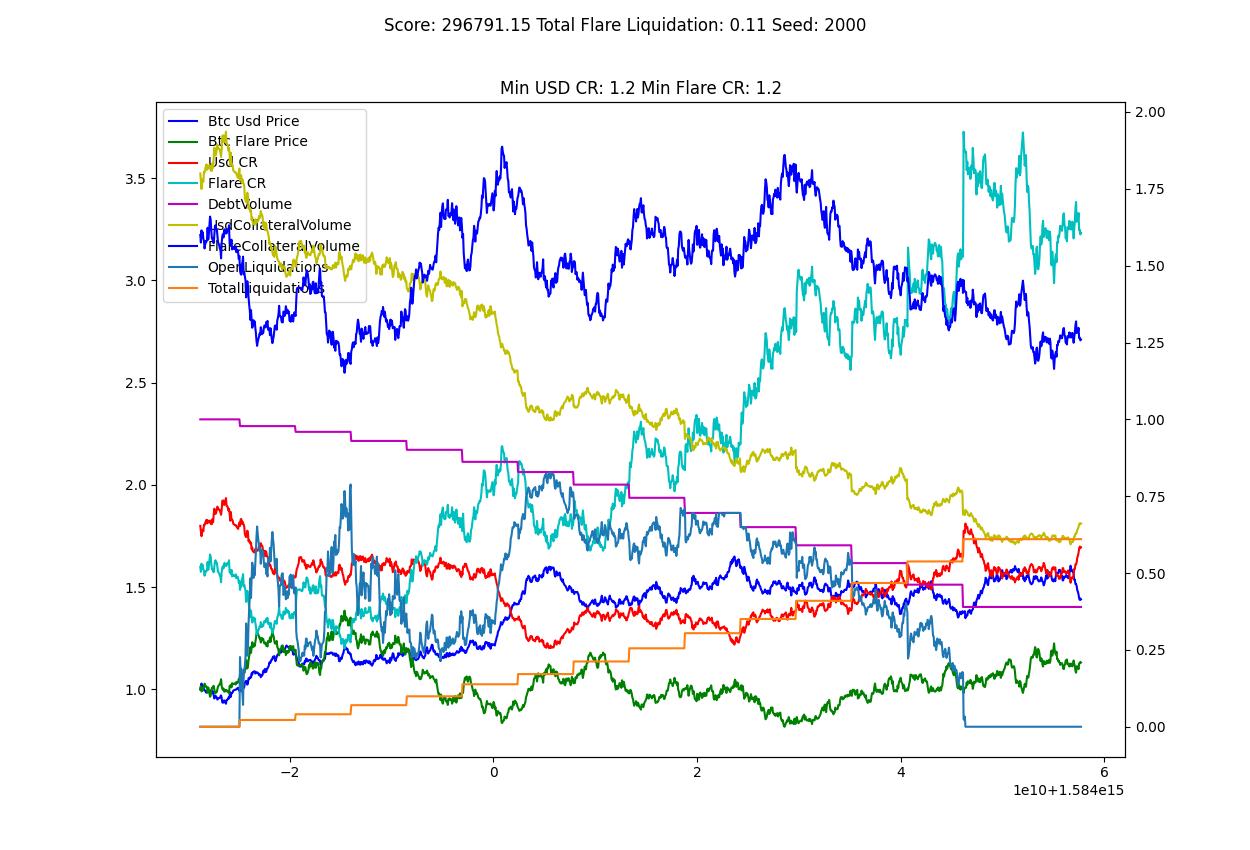 Score: 296791.15 Total Flare Liquidation: 0.11 Seed: 2000
Min USD CR: 1.2 Min Flare CR: 1.2
Btc Usd Price
Btc Flare Price
Usd CR
Flare CR
DebtVolume
UsdCollateralVolume
FlareCollateralVolume
OpenLiquidations
TotalLiquidations
3.5
3.0
2.5
2.0
1.5
1.0
2.00
1.75
1.50
1.25
1.00
0.75
0.50
0.25
0.00
−2
0
2
4
6
1e10+1.584e15